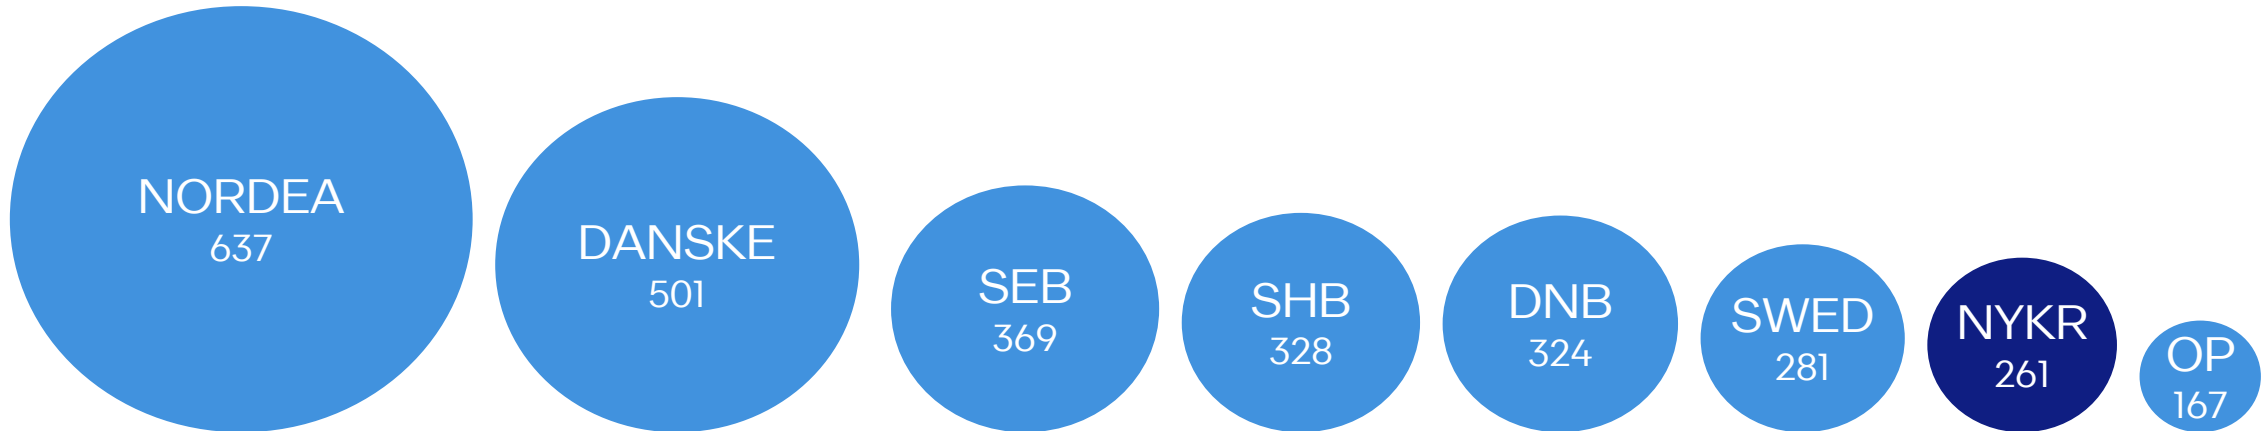 NORDEA
637
DANSKE
501
SEB
369
SHB
328
DNB
324
SWED
281
NYKR
261
OP
167